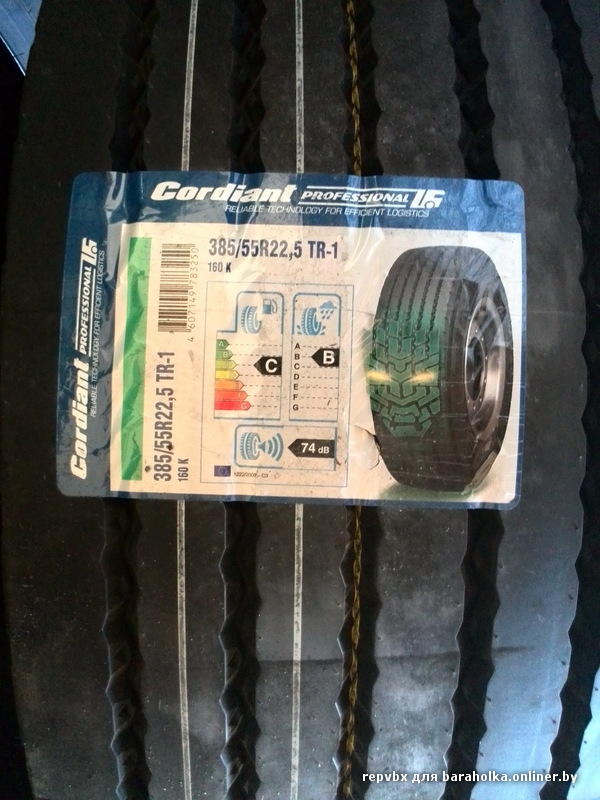 Cordiant PROFESSIONAL
RELIABLE TECHNOLOGY FOR EFFICIENT LOGISTICS
385/55R22,5 TR-1
160 K
Cordiant PROFESSIONAL
RELIABLE TECHNOLOGY FOR EFFICIENT LOGISTICS
385/55R22,5 TR-1
160 K
A
B
C
D
E
F
G
C
B
74 dB
repvbx для baraholka.onliner.by